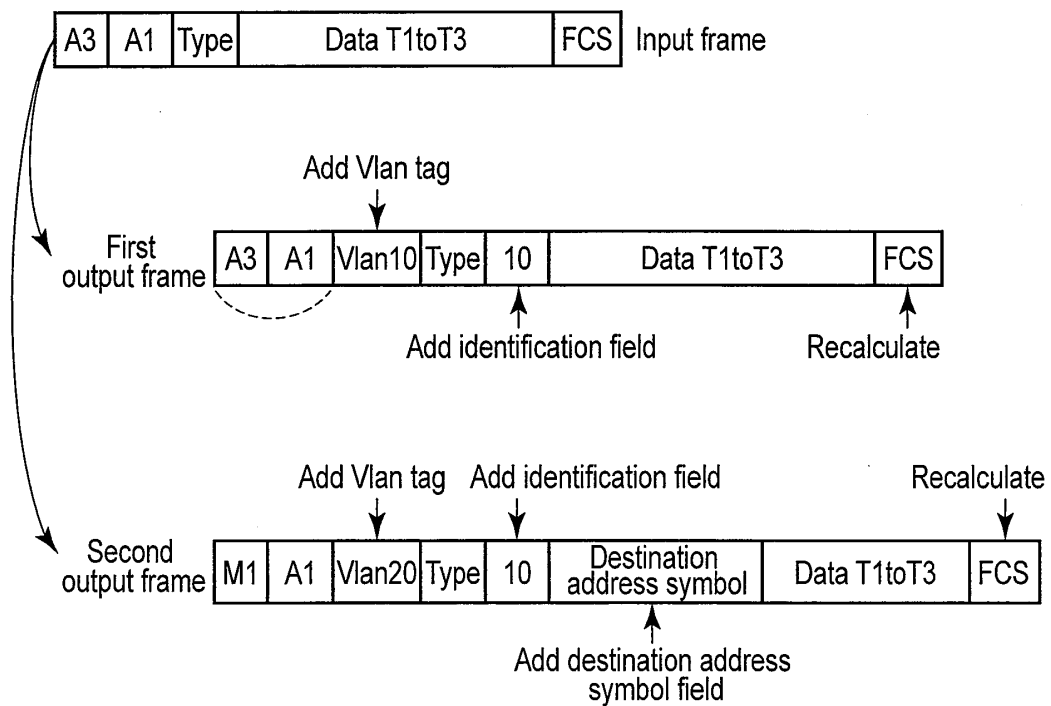 A3 A1 Type Data T1toT3 FCS Input frame
Add Vlan tag
First
output frame
A3 A1 Vlan10 Type 10 Data T1toT3 FCS
Add identification field Recalculate
Add Vlan tag Add identification field Recalculate
Second
output frame
M1 A1 Vlan20 Type 10 Destination
address symbol Data T1toT3 FCS
Add destination address
symbol field